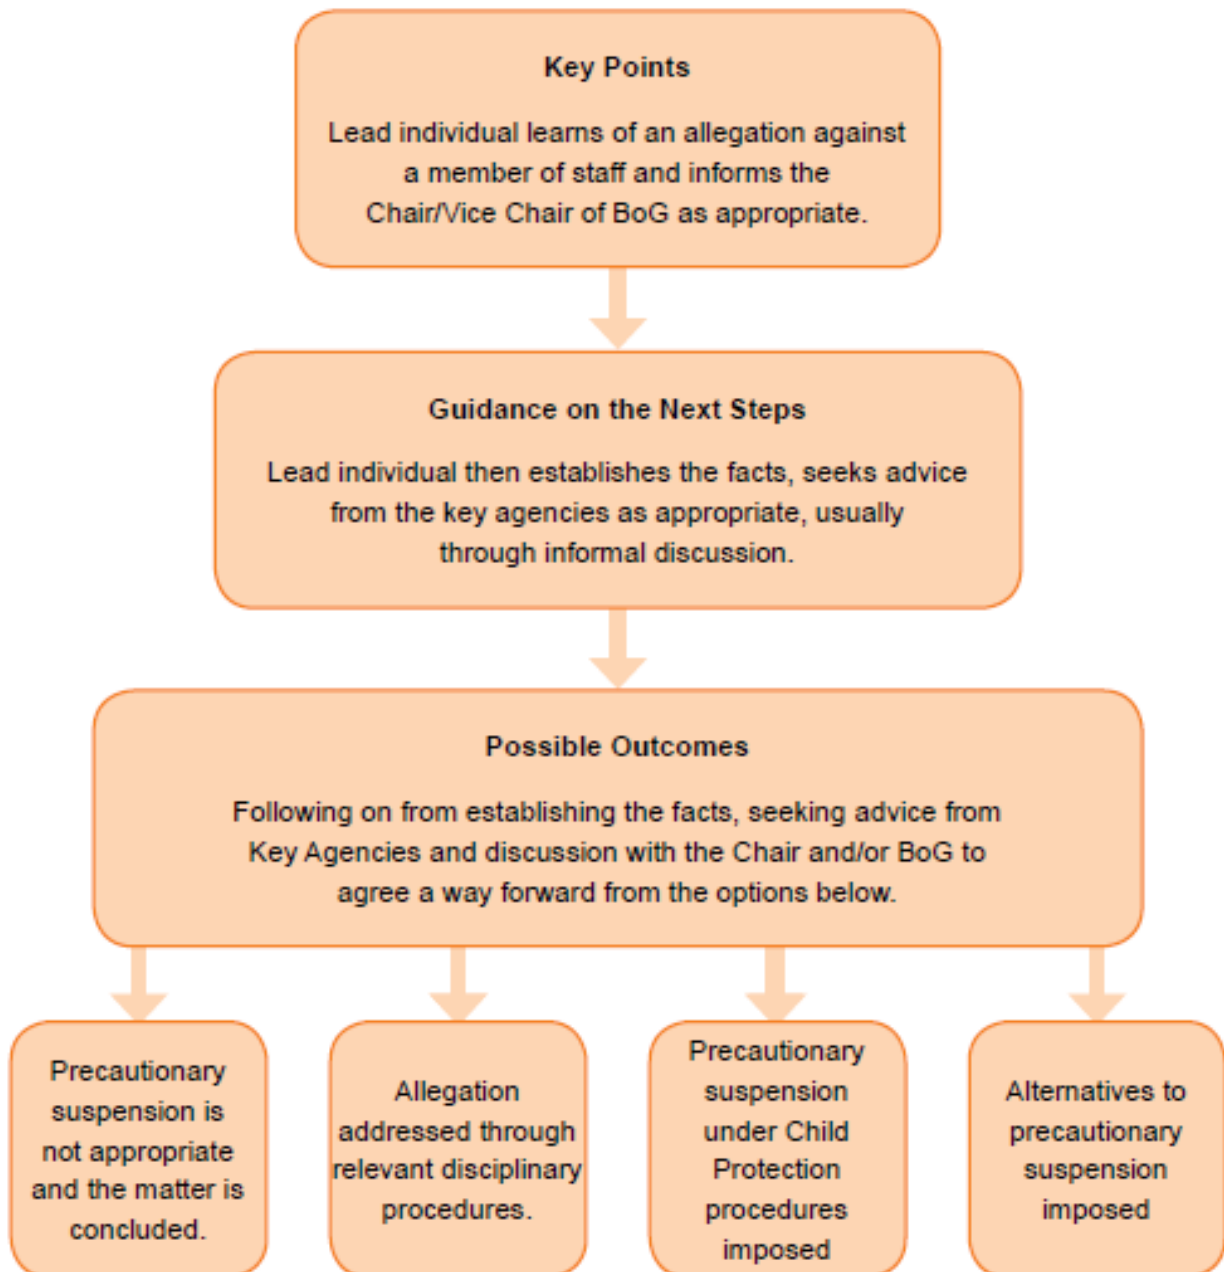 Key Points
Lead individual learns of an allegation against
a member of staff and informs the
Chair/Vice Chair of BoG as appropriate.
Guidance on the Next Steps
Lead individual then establishes the facts, seeks advice
from the key agencies as appropriate, usually
through informal discussion.
Possible Outcomes
Following on from establishing the facts, seeking advice from
Key Agencies and discussion with the Chair and/or BoG to
agree a way forward from the options below.
Precautionary
suspension is
not appropriate
and the matter is
concluded.
Allegation
addressed through
relevant disciplinary
procedures.
Precautionary
suspension
under Child
Protection
procedures
imposed
Alternatives to
precautionary
suspension
imposed